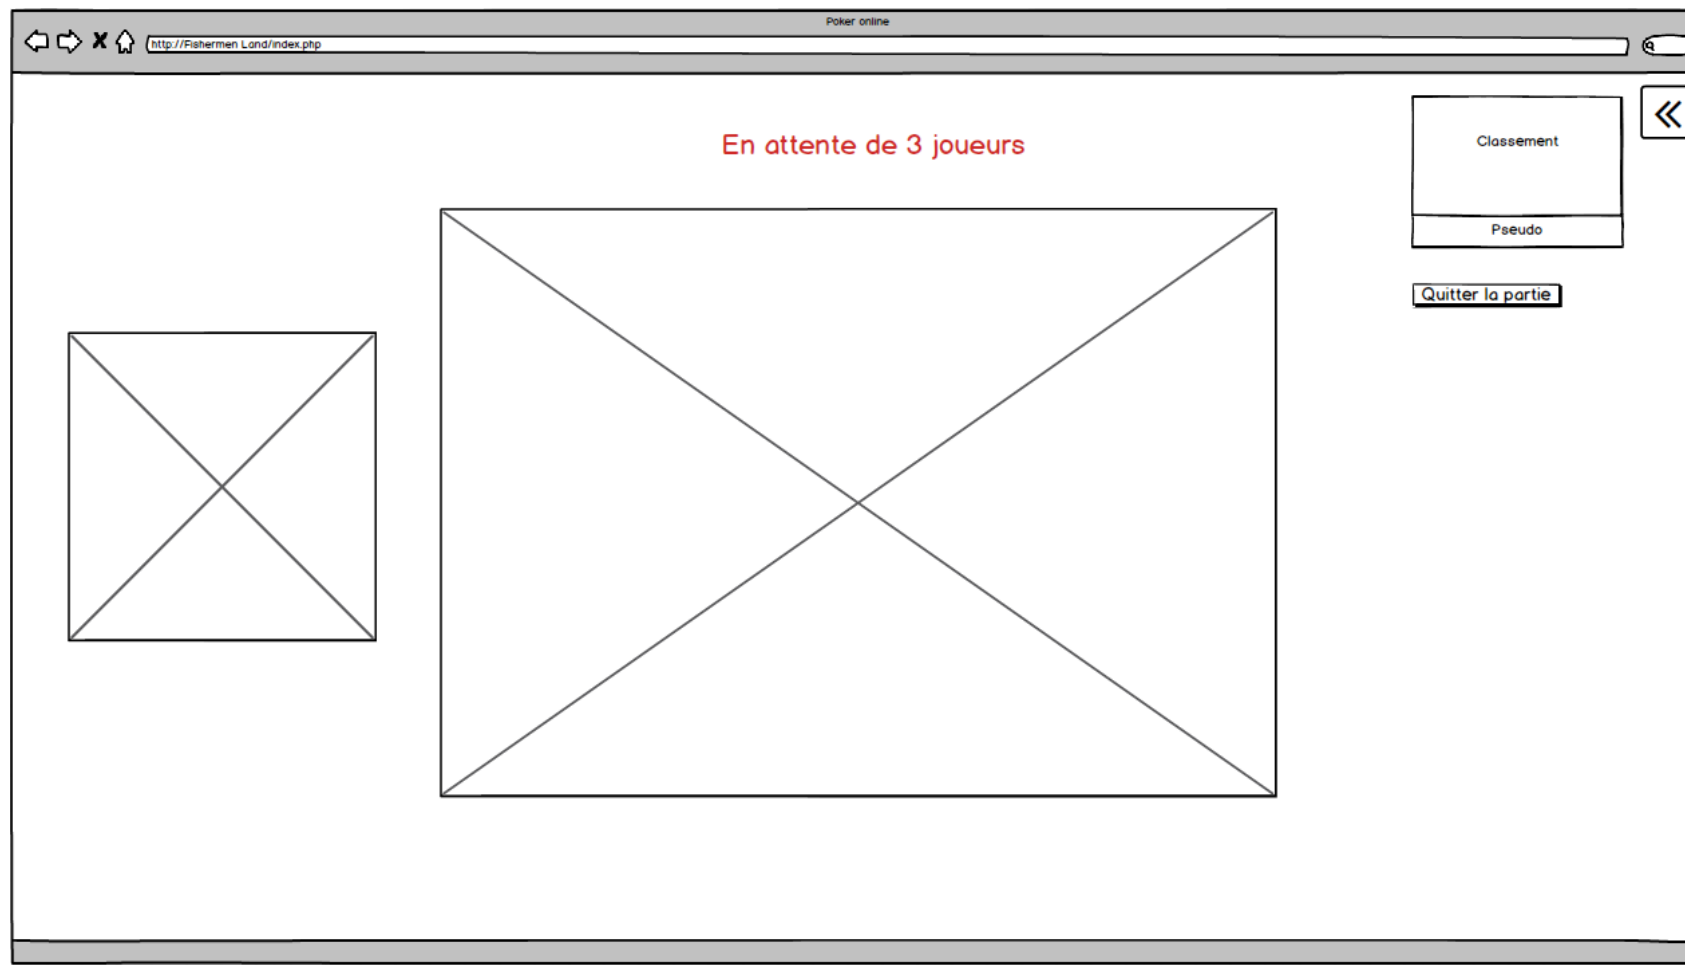 Poker online
http://Fishermen Land/index.php
En attente de 3 joueurs
Classement
Pseudo
Quitter la partie